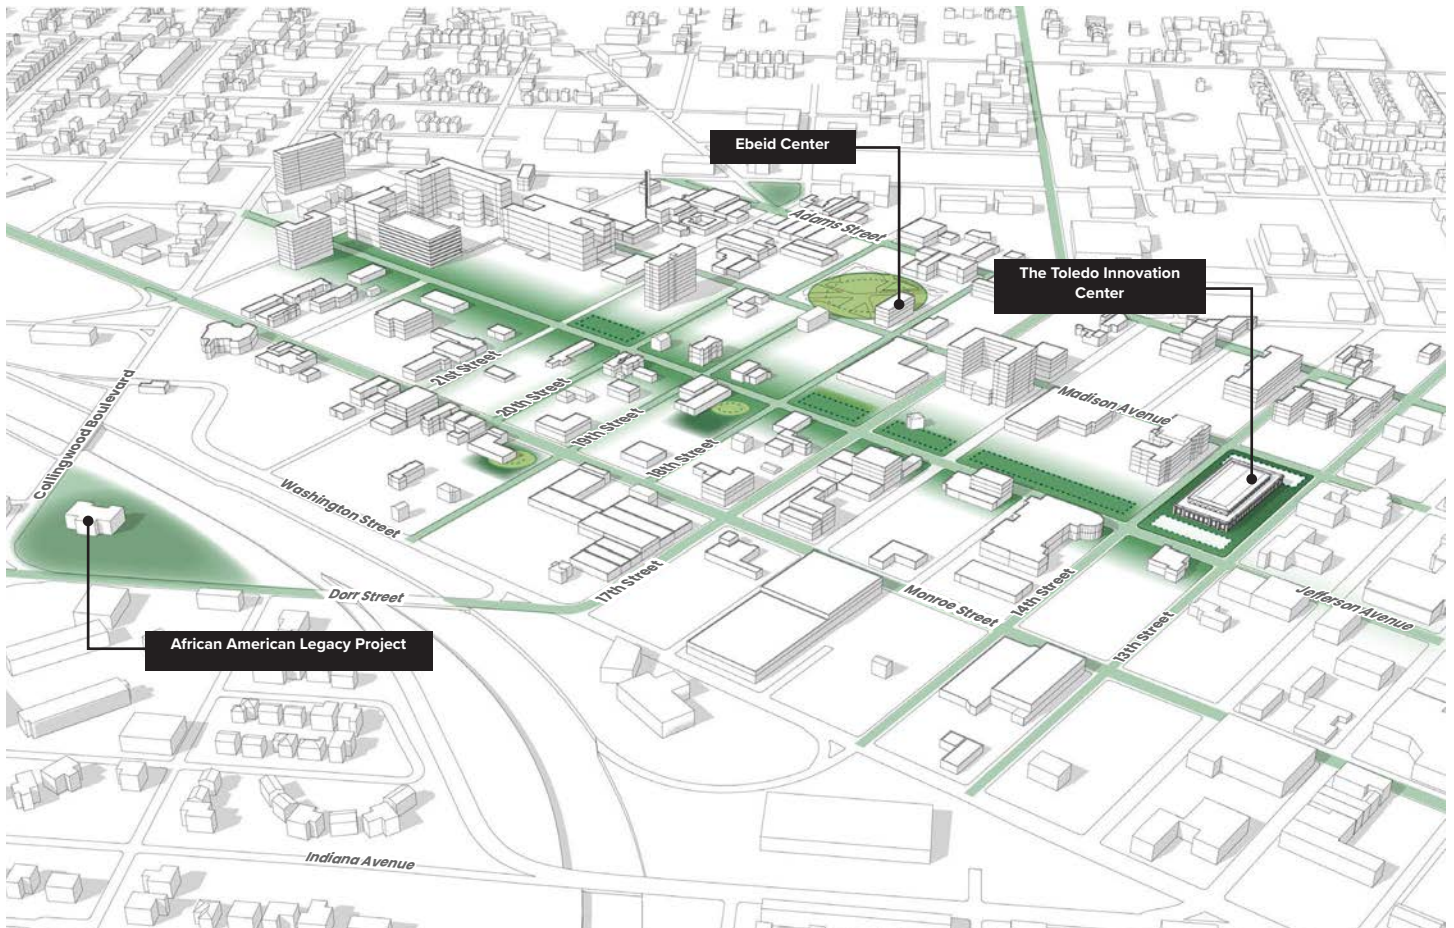 Ebeid Center
Adams Street
The Toledo Innovation
Center
21st Street
20th Street
Madison Avenue
Collingwood Boulevard
19th Street
18th Street
Washington Street
17th Street
Dorr Street
Monroe Street
14th Street
Jefferson Avenue
13th Street
African American Legacy Project
Indiana Avenue